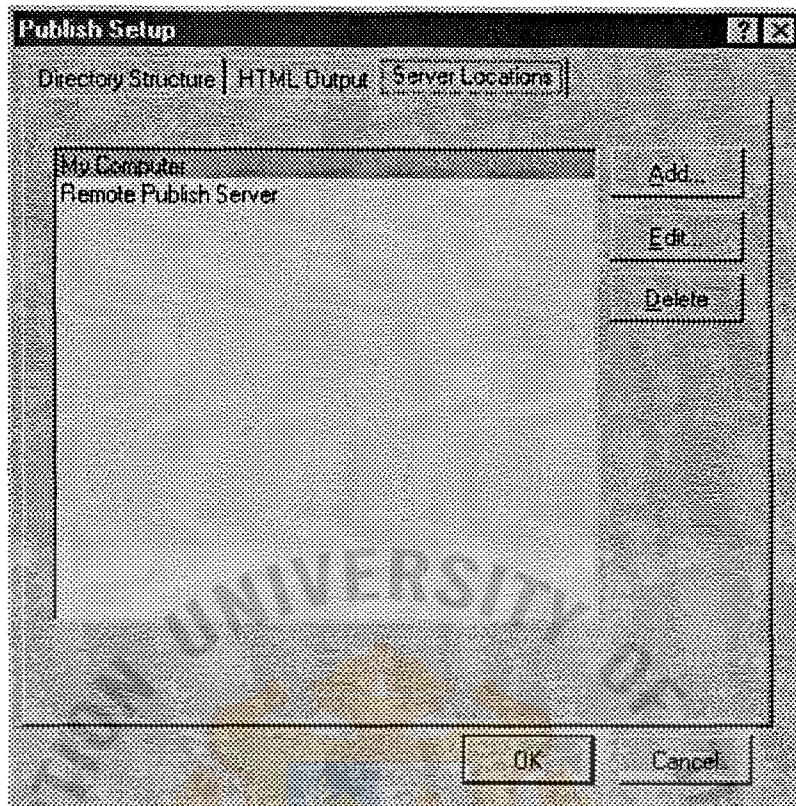 Publish Setup
Directory Structure
HTML Output
Server Locations
My Computer
Remote Publish Server
Add...
Edit...
Delete
OK
Cancel
UNIVERSITY OF